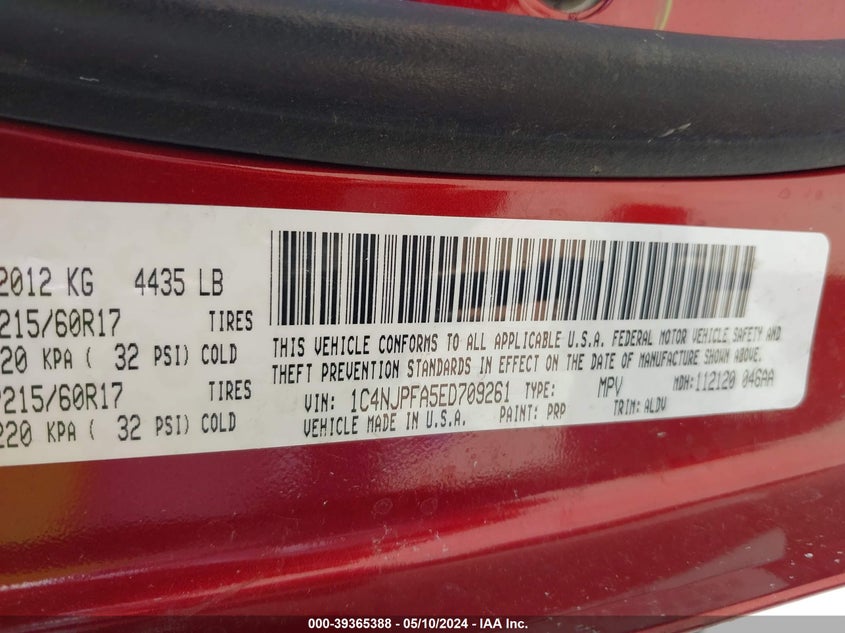 2012 KG 4435 LB
215/60R17 TIRES
20 KPA ( 32 PSI) COLD
P215/60R17 TIRES
220 KPA ( 32 PSI) COLD
THIS VEHICLE CONFORMS TO ALL APPLICABLE U.S.A. FEDERAL MOTOR VEHICLE SAFETY AND
THEFT PREVENTION STANDARDS IN EFFECT ON THE DATE OF MANUFACTURE SHOWN ABOVE.
VIN: 1C4NJPFA5ED709261 TYPE: MPV MDH: 112120 046AA
VEHICLE MADE IN U.S.A. PAINT: PRP TRIM: ALDV
000-39365388 - 05/10/2024 - IAA Inc.